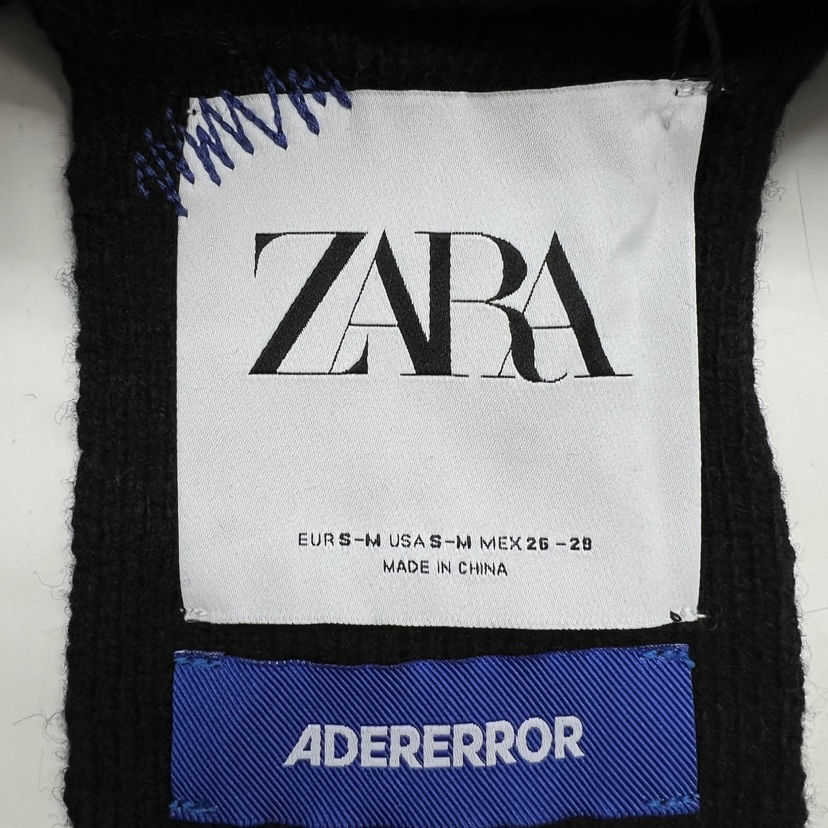 ZARA
EUR S-M USA S-M MEX 26-28
MADE IN CHINA
ADERERROR